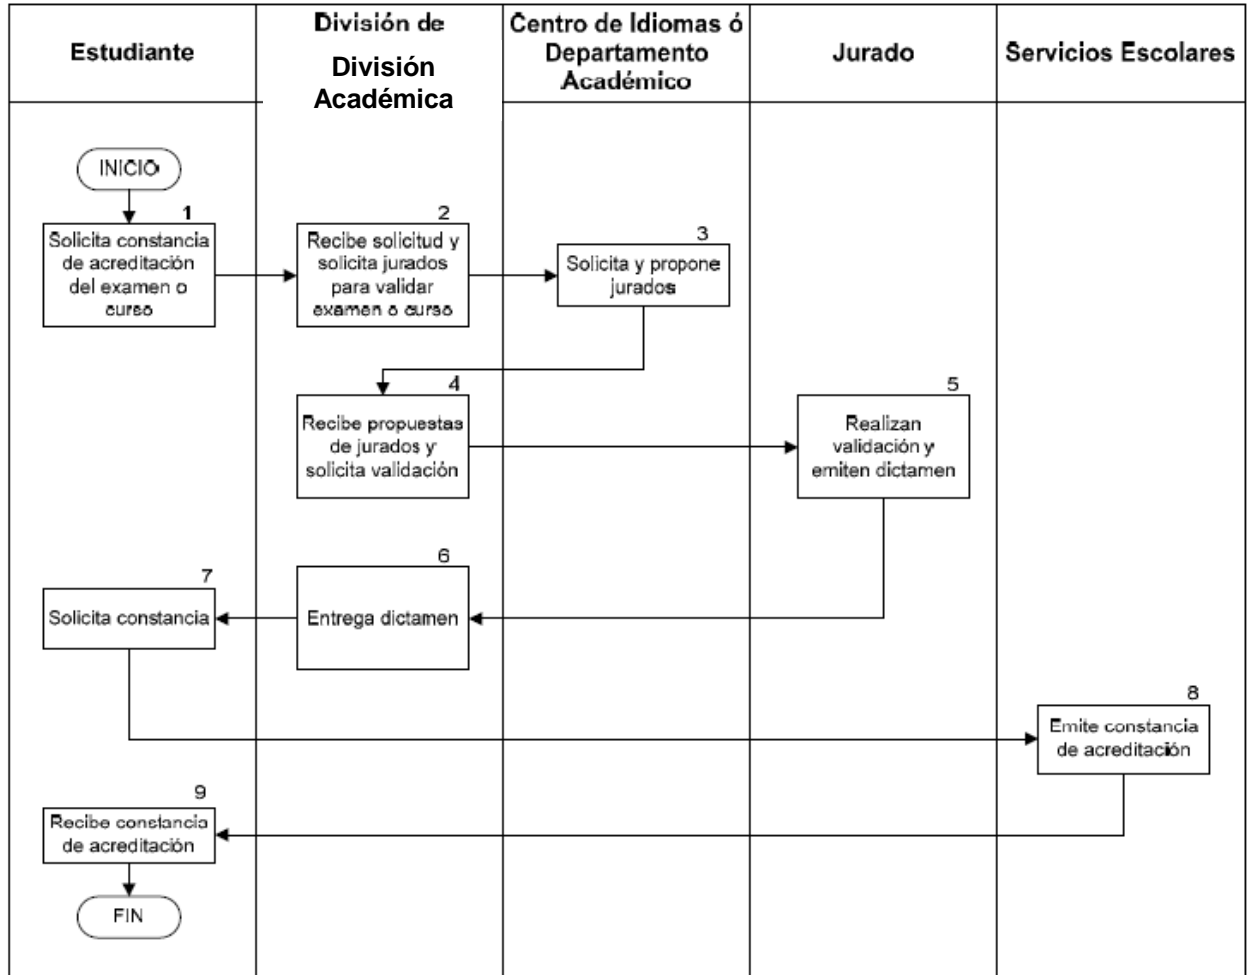 Estudiante
División de
División
Académica
Centro de Idiomas ó
Departamento
Académico
Jurado
Servicios Escolares
INICIO
1
Solicita constancia
de acreditación
del examen o
curso
2
Recibe solicitud y
solicita jurados
para validar
examen o curso
3
Solicita y propone
jurados
4
Recibe propuestas
de jurados y
solicita validación
5
Realizan
validación y
emiten dictamen
6
Entrega dictamen
7
Solicita constancia
8
Emite constancia
de acreditación
9
Recibe constancia
de acreditación
FIN